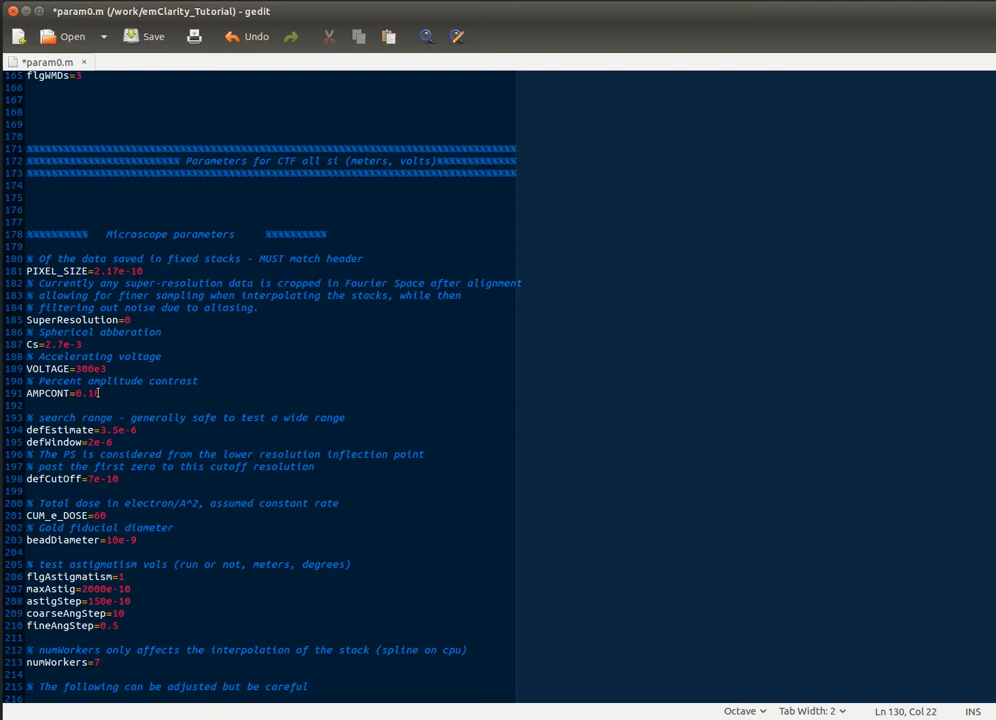 *param0.m (/work/emClarity_Tutorial) - gedit
Open Save Undo
*param0.m ×
165 flgWMDs=3
166
167
168
169
170
171 %%%%%%%%%%%%%%%%%%%%%%%%%%%%%%%%%%%%%%%%%%%%%%%%%%%%%%%%%%%%%%%%%%%%%%%%%%%%%%%%%%
172 %%%%%%%%%%%%%%%%%%%%%%%%% Parameters for CTF all si (meters, volts)%%%%%%%%%%%%%
173 %%%%%%%%%%%%%%%%%%%%%%%%%%%%%%%%%%%%%%%%%%%%%%%%%%%%%%%%%%%%%%%%%%%%%%%%%%%%%%%%%%
174
175
176
177
178 %%%%%%%%%% Microscope parameters %%%%%%%%%%
179
180 % Of the data saved in fixed stacks - MUST match header
181 PIXEL_SIZE=2.17e-10
182 % Currently any super-resolution data is cropped in Fourier Space after alignment
183 % allowing for finer sampling when interpolating the stacks, while then
184 % filtering out noise due to aliasing.
185 SuperResolution=0
186 % Spherical abberation
187 Cs=2.7e-3
188 % Accelerating voltage
189 VOLTAGE=300e3
190 % Percent amplitude contrast
191 AMPCONT=0.10
192
193 % search range - generally safe to test a wide range
194 defEstimate=3.5e-6
195 defWindow=2e-6
196 % The PS is considered from the lower resolution inflection point
197 % past the first zero to this cutoff resolution
198 defCutOff=7e-10
199
200 % Total dose in electron/A^2, assumed constant rate
201 CUM_e_DOSE=60
202 % Gold fiducial diameter
203 beadDiameter=10e-9
204
205 % test astigmatism vals (run or not, meters, degrees)
206 flgAstigmatism=1
207 maxAstig=2000e-10
208 astigStep=150e-10
209 coarseAngStep=10
210 fineAngStep=0.5
211
212 % numWorkers only affects the interpolation of the stack (spline on cpu)
213 numWorkers=7
214
215 % The following can be adjusted but be careful
216
Octave Tab Width: 2 Ln 130, Col 22 INS